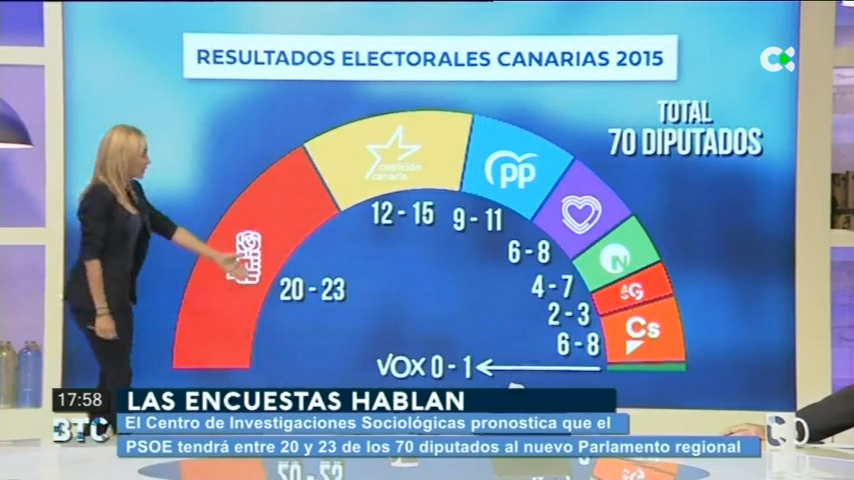 RESULTADOS ELECTORALES CANARIAS 2015
TOTAL
70 DIPUTADOS
coalición
canaria
PP
12 - 15
9 - 11
6 - 8
N
4 - 7
SG
2 - 3
Cs
6 - 8
20 - 23
VOX 0 - 1
17:58
LAS ENCUESTAS HABLAN
BTC
El Centro de Investigaciones Sociológicas pronostica que el
PSOE tendrá entre 20 y 23 de los 70 diputados al nuevo Parlamento regional